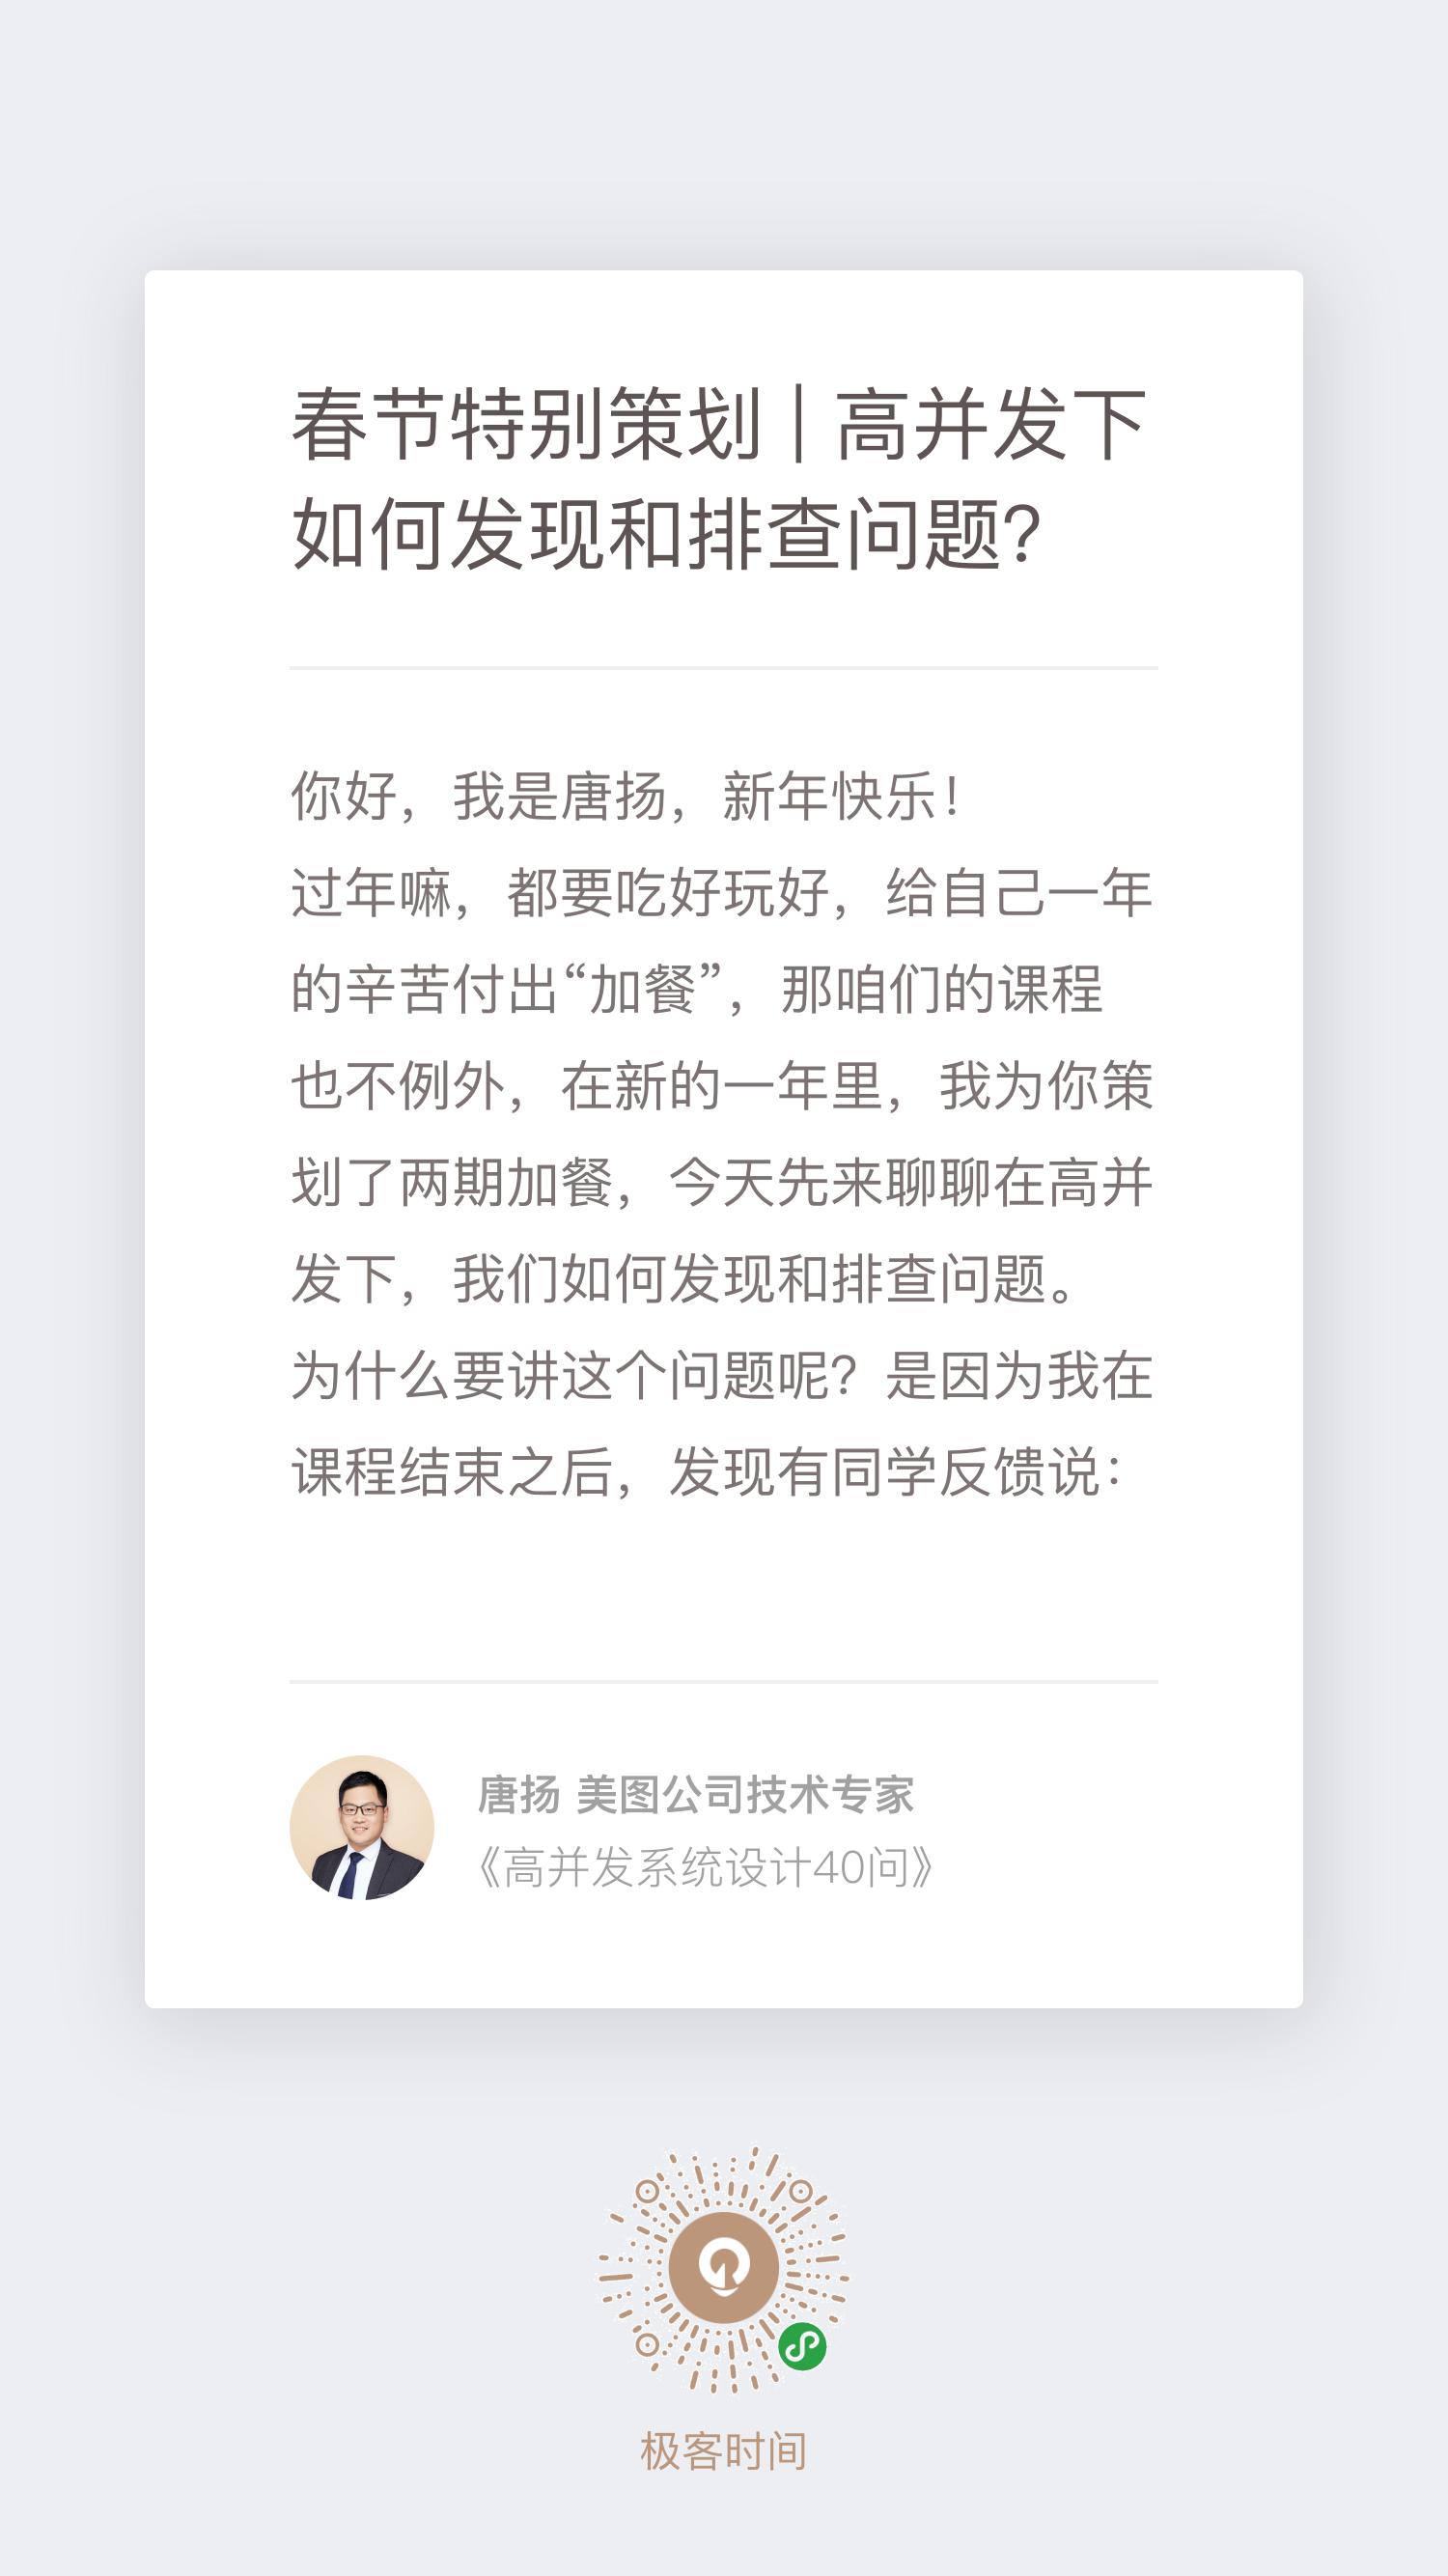 春节特别策划 | 高并发下
如何发现和排查问题?
你好，我是唐扬，新年快乐！
过年嘛，都要吃好玩好，给自己一年
的辛苦付出“加餐”，那咱们的课程
也不例外，在新的一年里，我为你策
划了两期加餐，今天先来聊聊在高并
发下，我们如何发现和排查问题。
为什么要讲这个问题呢？是因为我在
课程结束之后，发现有同学反馈说：
唐扬 美图公司技术专家
《高并发系统设计40问》
极客时间